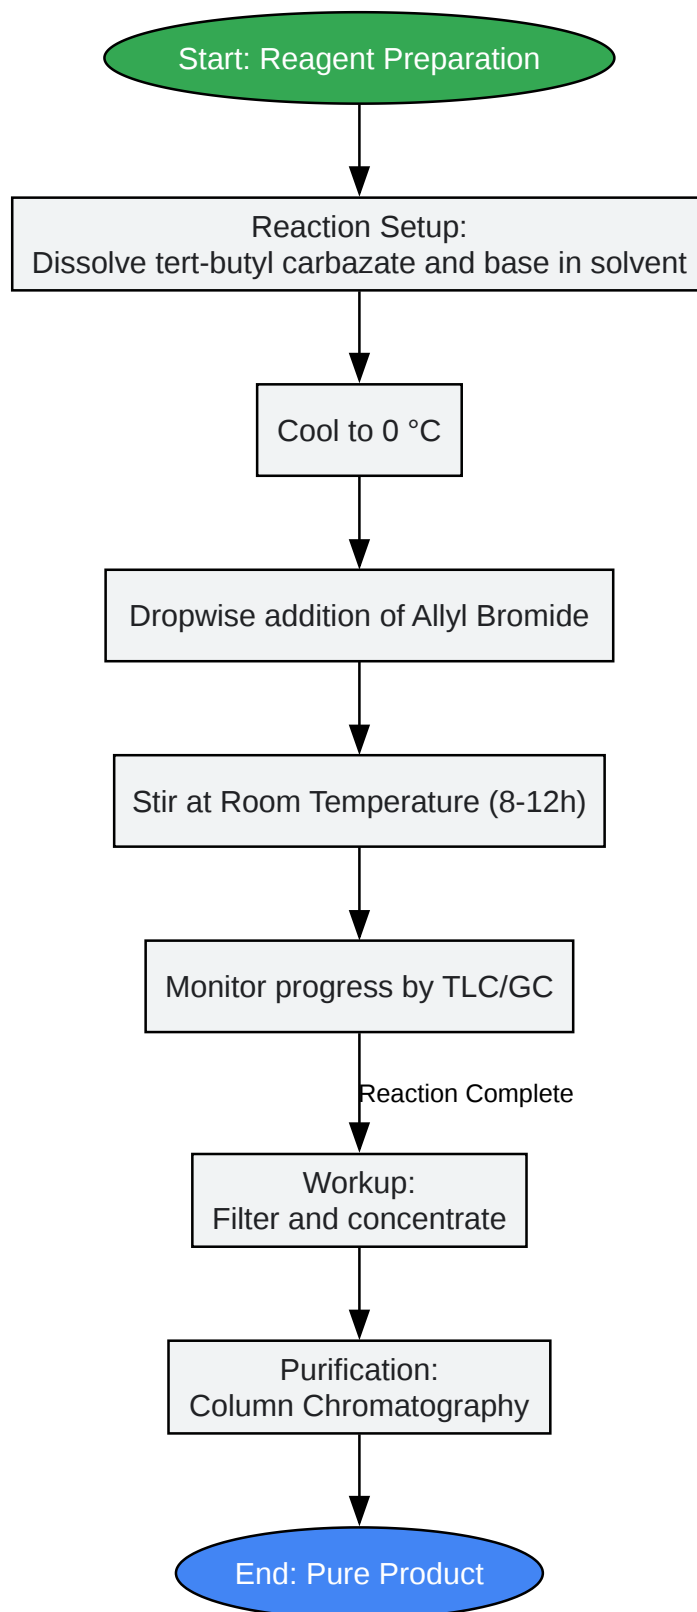 Start: Reagent Preparation
Reaction Setup:
Dissolve tert-butyl carbazate and base in solvent
Cool to 0 °C
Dropwise addition of Allyl Bromide
Stir at Room Temperature (8-12h)
Monitor progress by TLC/GC
Reaction Complete
Workup:
Filter and concentrate
Purification:
Column Chromatography
End: Pure Product